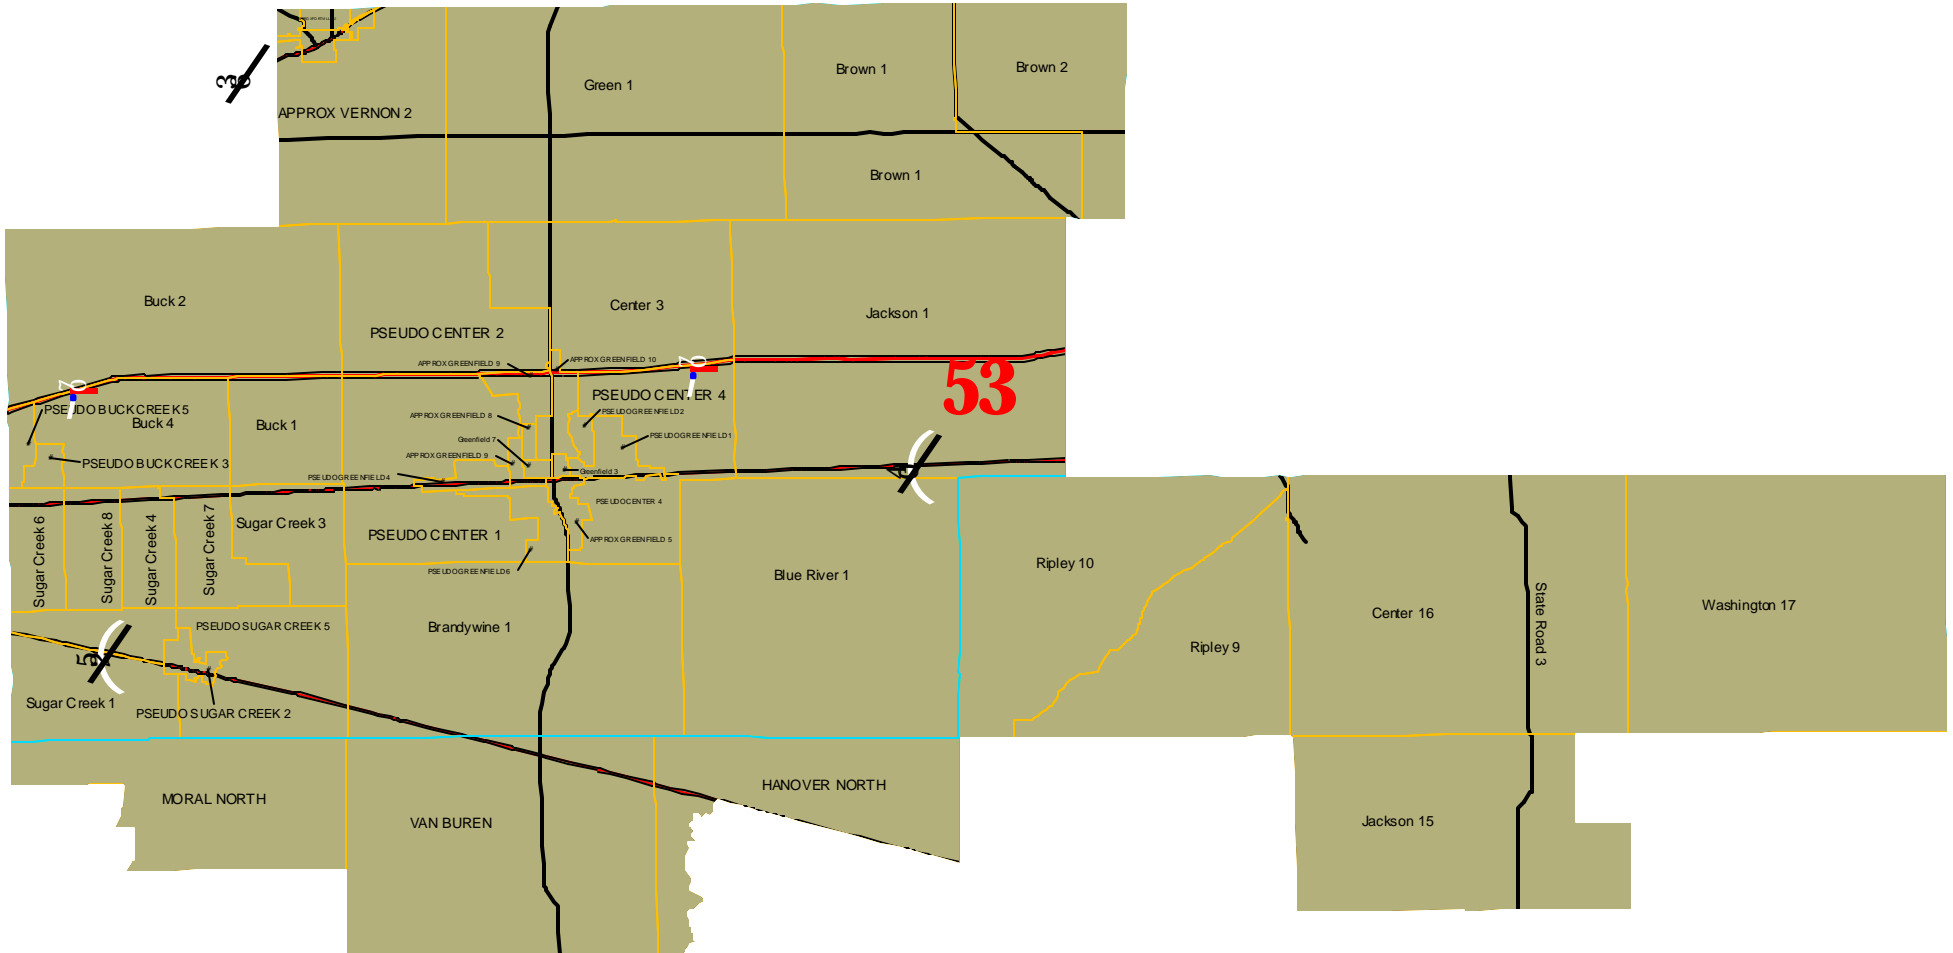 Brown 2
Brown 1
Green 1
3
APPROX VERNON 2
Brown 1
Buck 2
Center 3
Jackson 1
PSEUDO CENTER 2
APPROX GREENFIELD 9
APPROX GREENFIELD 10
53
PSEUDO CENTER 4
PSEUDO BUCK CREEK 5
Buck 4
Buck 1
APPROX GREENFIELD 8
PSEUDO GREENFIELD 2
Greenfield 7
PSEUDO GREENFIELD 1
APPROX GREENFIELD 9
PSEUDO BUCK CREEK 3
Greenfield 3
PSEUDO GREENFIELD 4
PSEUDO CENTER 4
Sugar Creek 6
Sugar Creek 8
Sugar Creek 4
Sugar Creek 7
Sugar Creek 3
PSEUDO CENTER 1
APPROX GREENFIELD 5
PSEUDO GREENFIELD 6
Blue River 1
Ripley 10
Center 16
State Road 3
Washington 17
Brandywine 1
PSEUDO SUGAR CREEK 5
Ripley 9
5
Sugar Creek 1
PSEUDO SUGAR CREEK 2
MORAL NORTH
HANOVER NORTH
VAN BUREN
Jackson 15